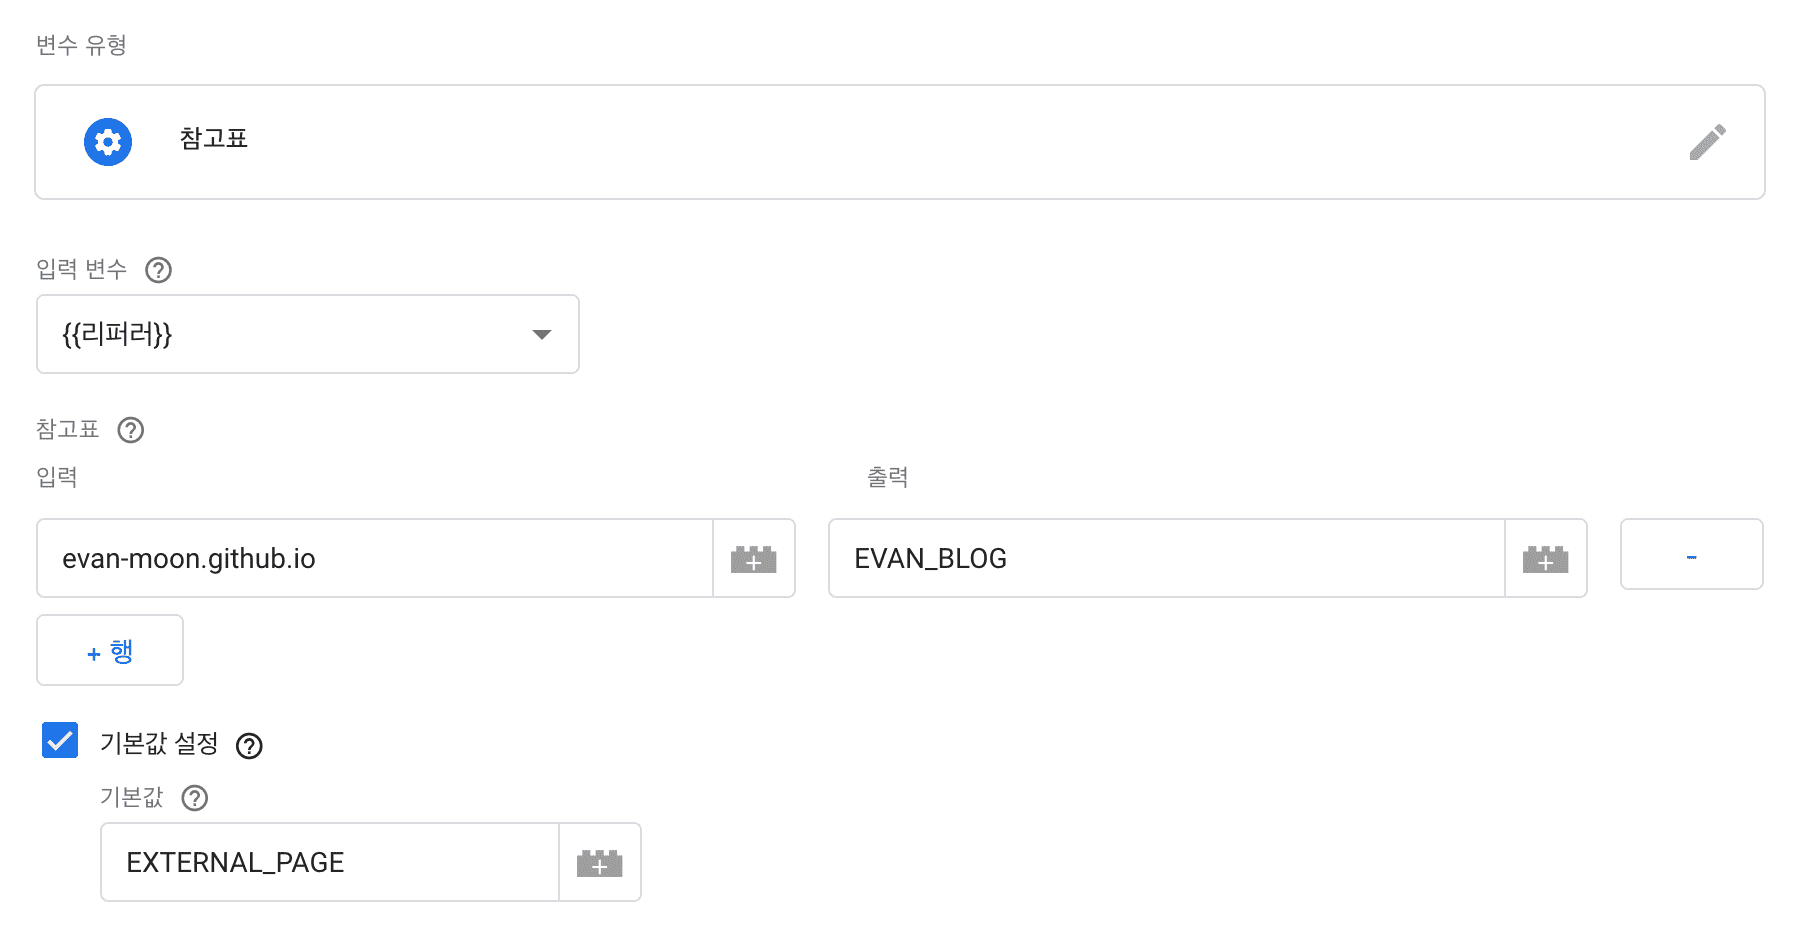 변수 유형
참고표
입력 변수
{{리퍼러}}
참고표
입력 출력
evan-moon.github.io EVAN_BLOG -
+ 행
기본값 설정
기본값
EXTERNAL_PAGE